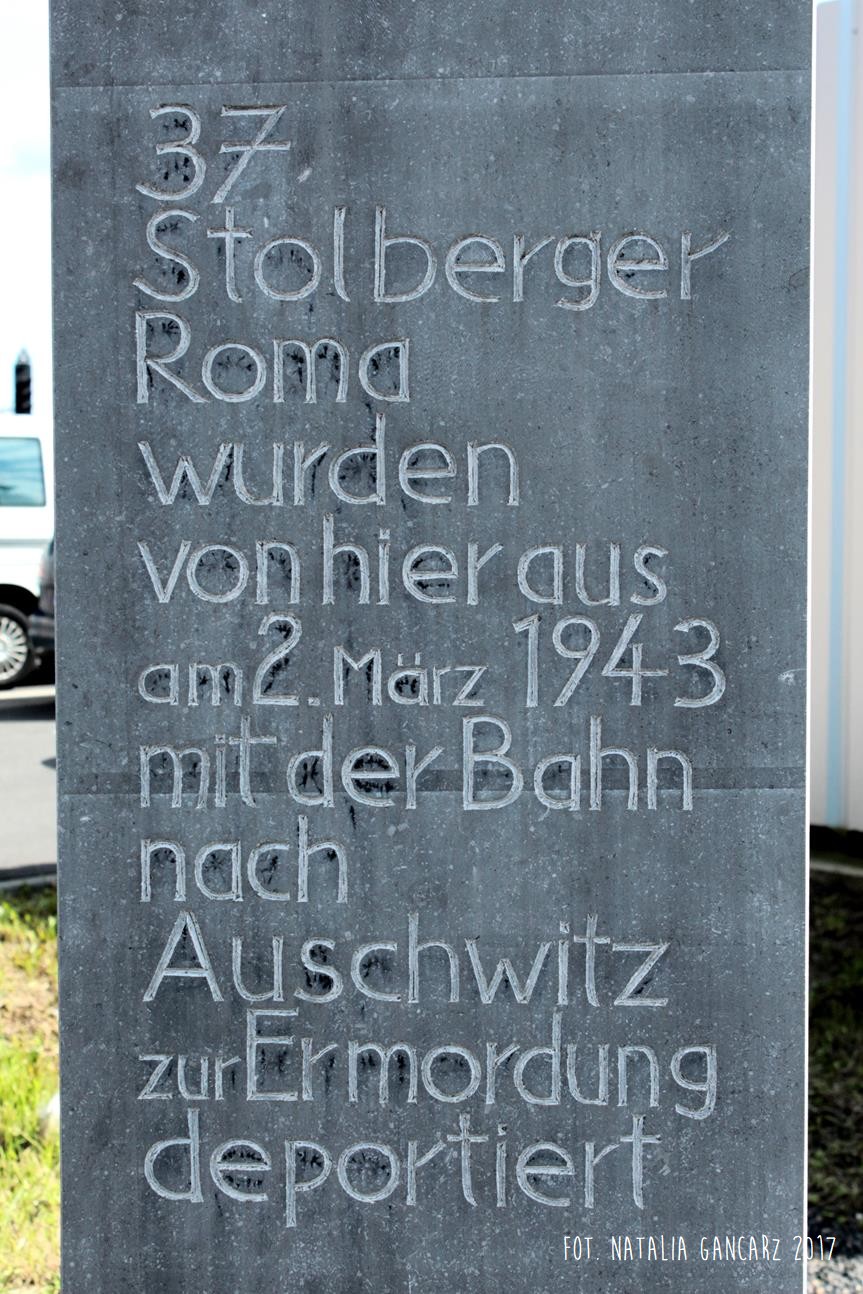 37
Stolberger
Roma
wurden
von hier aus
am 2. März 1943
mit der Bahn
nach
Auschwitz
zur Ermordung
deportiert
FOT. NATALIA GANCARZ 2017